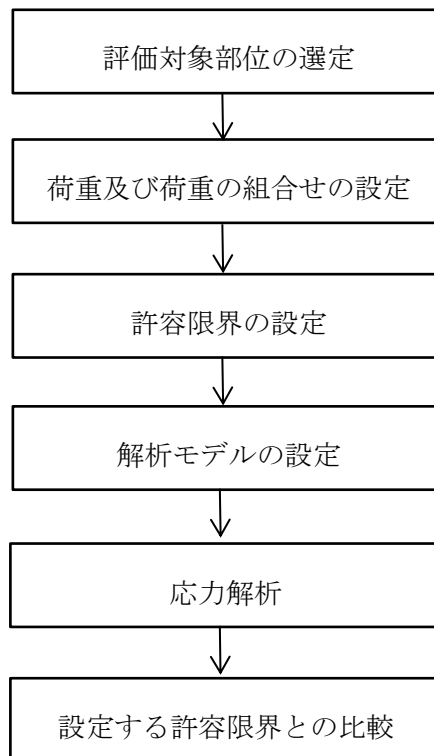 評価対象部位の選定
荷重及び荷重の組合せの設定
許容限界の設定
解析モデルの設定
応力解析
設定する許容限界との比較